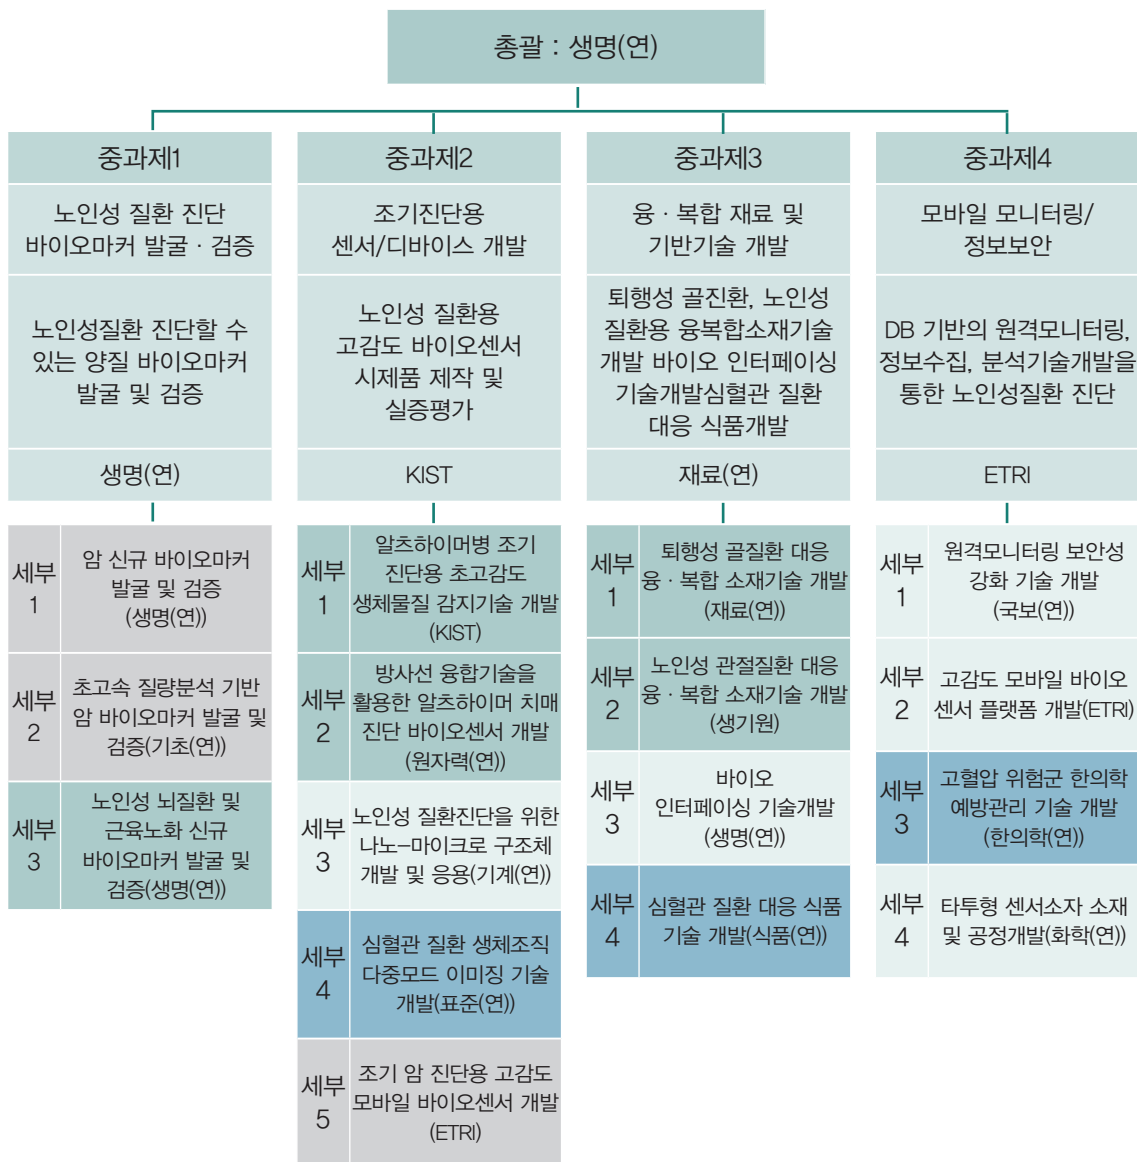 총괄 : 생명(연)
중과제1
노인성 질환 진단
바이오마커 발굴 · 검증
노인성질환 진단할 수
있는 양질 바이오마커
발굴 및 검증
생명(연)
세부
1
암 신규 바이오마커
발굴 및 검증
(생명(연))
세부
2
초고속 질량분석 기반
암 바이오마커 발굴 및
검증(기초(연))
세부
3
노인성 뇌질환 및
근육노화 신규
바이오마커 발굴 및
검증(생명(연))
중과제2
조기진단용
센서/디바이스 개발
노인성 질환용
고감도 바이오센서
시제품 제작 및
실증평가
KIST
세부
1
알츠하이머병 조기
진단용 초고감도
생체물질 감지기술 개발
(KIST)
세부
2
방사선 융합기술을
활용한 알츠하이머 치매
진단 바이오센서 개발
(원자력(연))
세부
3
노인성 질환진단을 위한
나노-마이크로 구조체
개발 및 응용(기계(연))
세부
4
심혈관 질환 생체조직
다중모드 이미징 기술
개발(표준(연))
세부
5
조기 암 진단용 고감도
모바일 바이오센서 개발
(ETRI)
중과제3
융 · 복합 재료 및
기반기술 개발
퇴행성 골진환, 노인성
질환용 융복합소재기술
개발 바이오 인터페이싱
기술개발심혈관 질환
대응 식품개발
재료(연)
세부
1
퇴행성 골질환 대응
융 · 복합 소재기술 개발
(재료(연))
세부
2
노인성 관절질환 대응
융 · 복합 소재기술 개발
(생기원)
세부
3
바이오
인터페이싱 기술개발
(생명(연))
세부
4
심혈관 질환 대응 식품
기술 개발(식품(연))
중과제4
모바일 모니터링/
정보보안
DB 기반의 원격모니터링,
정보수집, 분석기술개발을
통한 노인성질환 진단
ETRI
세부
1
원격모니터링 보안성
강화 기술 개발
(국보(연))
세부
2
고감도 모바일 바이오
센서 플랫폼 개발(ETRI)
세부
3
고혈압 위험군 한의학
예방관리 기술 개발
(한의학(연))
세부
4
타투형 센서소자 소재
및 공정개발(화학(연))